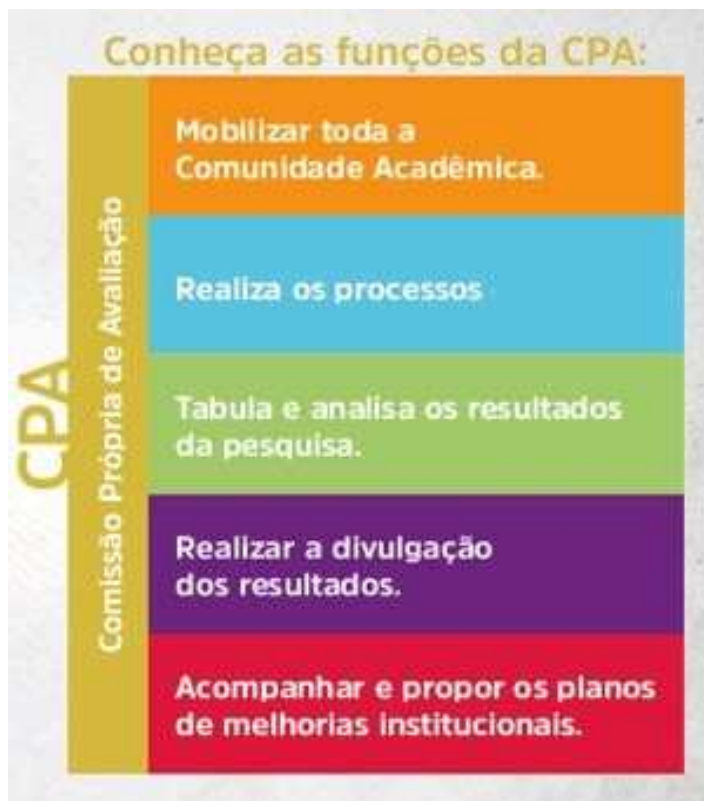 Conheça as funções da CPA:
CPA
Comissão Própria de Avaliação
Mobilizar toda a
Comunidade Acadêmica.
Realiza os processos
Tabula e analisa os resultados
da pesquisa.
Realizar a divulgação
dos resultados.
Acompanhar e propor os planos
de melhorias institucionais.